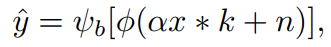 ŷ = ψ_b[ϕ(αx ∗ k + n)],